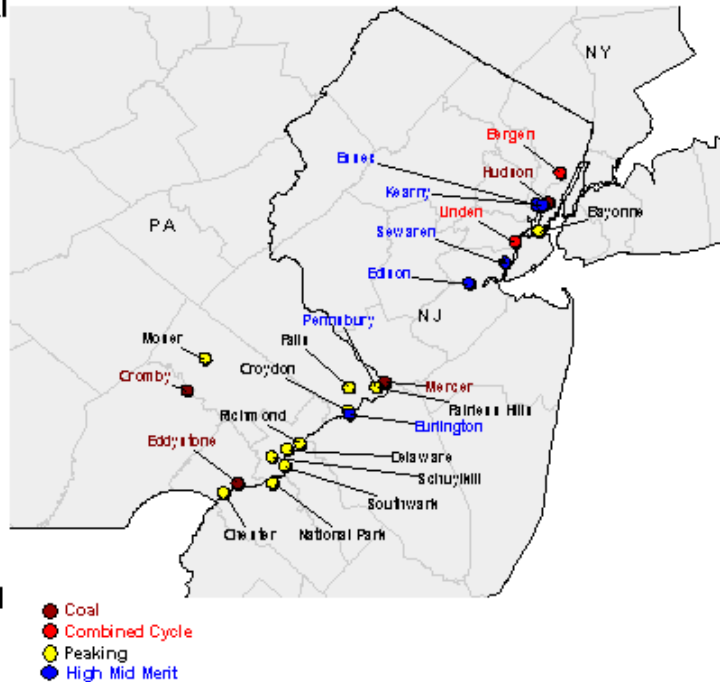 NY
Bergen
Essex
Hudson
Kearny
Linden
Bayonne
PA
Sewaren
Edison
NJ
Pennsbury
Moser
Falls
Croydon
Cromby
Mercer
Fairless Hills
Richmond
Burlington
Eddystone
Delaware
Schuylkill
Southwark
Chester
National Park
Coal
Combined Cycle
Peaking
High Mid Merit